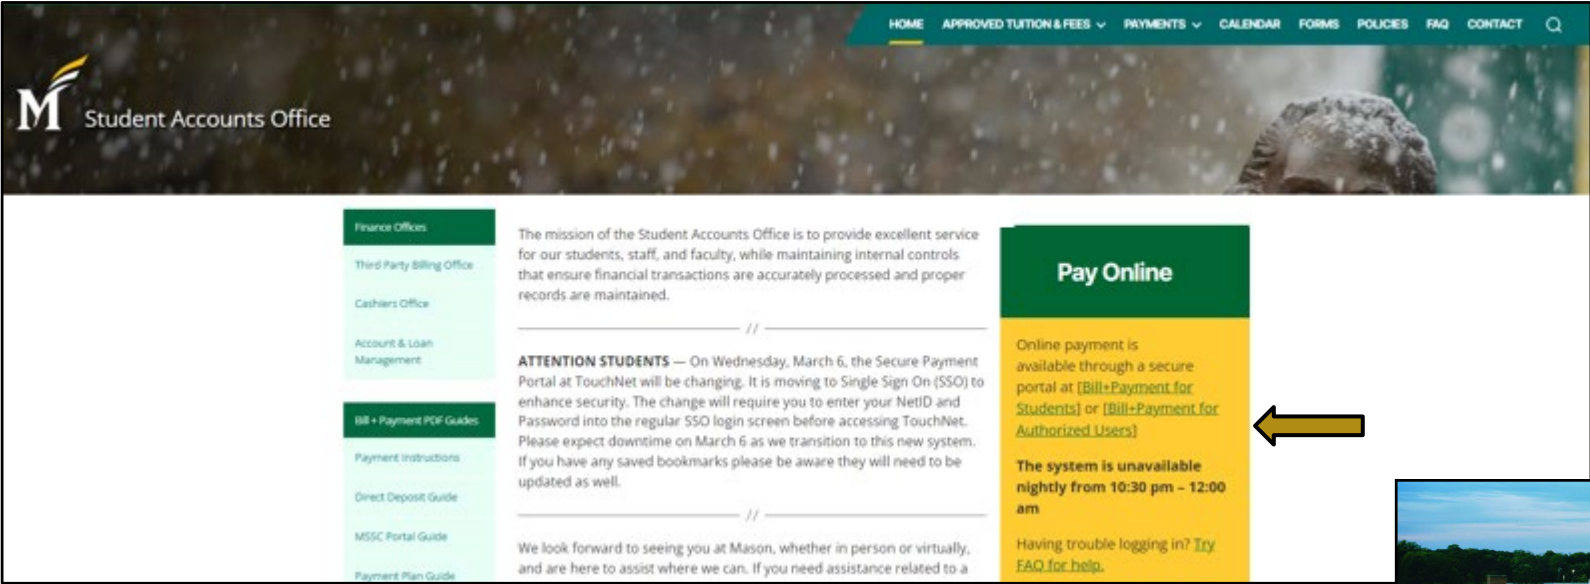 HOME APPROVED TUITION & FEES PAYMENTS CALENDAR FORMS POLICIES FAQ CONTACT
M Student Accounts Office
Finance Offices
Third Party Billing Office
Cashiers Office
Account & Loan
Management
Bill + Payment PDF Guides
Payment Instructions
Direct Deposit Guide
MSSC Portal Guide
Payment Plan Guide
The mission of the Student Accounts Office is to provide excellent service
for our students, staff, and faculty, while maintaining internal controls
that ensure financial transactions are accurately processed and proper
records are maintained.
//
ATTENTION STUDENTS — On Wednesday, March 6, the Secure Payment
Portal at TouchNet will be changing. It is moving to Single Sign On (SSO) to
enhance security. The change will require you to enter your NetID and
Password into the regular SSO login screen before accessing TouchNet.
Please expect downtime on March 6 as we transition to this new system.
If you have any saved bookmarks please be aware they will need to be
updated as well.
//
We look forward to seeing you at Mason, whether in person or virtually,
and are here to assist where we can. If you need assistance related to a
Pay Online
Online payment is
available through a secure
portal at [Bill+Payment for
Students] or [Bill+Payment for
Authorized Users]
The system is unavailable
nightly from 10:30 pm – 12:00
am
Having trouble logging in? Try
FAQ for help.